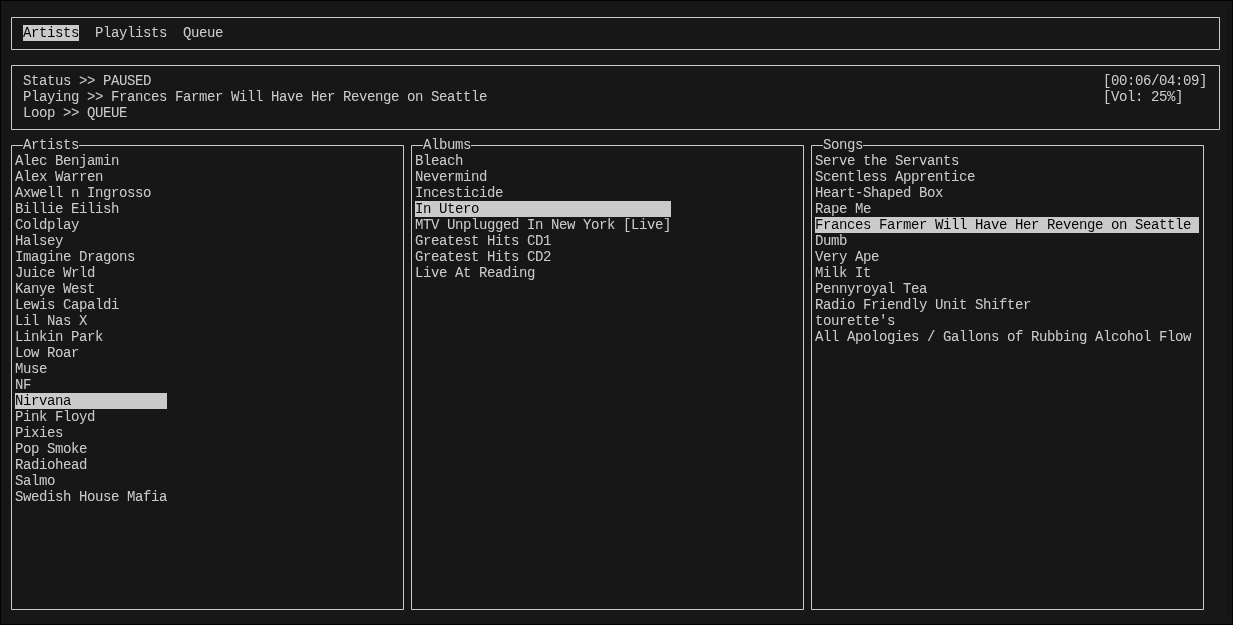 Artists Playlists Queue
Status >> PAUSED [00:06/04:09]
Playing >> Frances Farmer Will Have Her Revenge on Seattle [Vol: 25%]
Loop >> QUEUE
Artists
Alec Benjamin
Alex Warren
Axwell n Ingrosso
Billie Eilish
Coldplay
Halsey
Imagine Dragons
Juice Wrld
Kanye West
Lewis Capaldi
Lil Nas X
Linkin Park
Low Roar
Muse
NF
Nirvana
Pink Floyd
Pixies
Pop Smoke
Radiohead
Salmo
Swedish House Mafia
Albums
Bleach
Nevermind
Incesticide
In Utero
MTV Unplugged In New York [Live]
Greatest Hits CD1
Greatest Hits CD2
Live At Reading
Songs
Serve the Servants
Scentless Apprentice
Heart-Shaped Box
Rape Me
Frances Farmer Will Have Her Revenge on Seattle
Dumb
Very Ape
Milk It
Pennyroyal Tea
Radio Friendly Unit Shifter
tourette's
All Apologies / Gallons of Rubbing Alcohol Flow